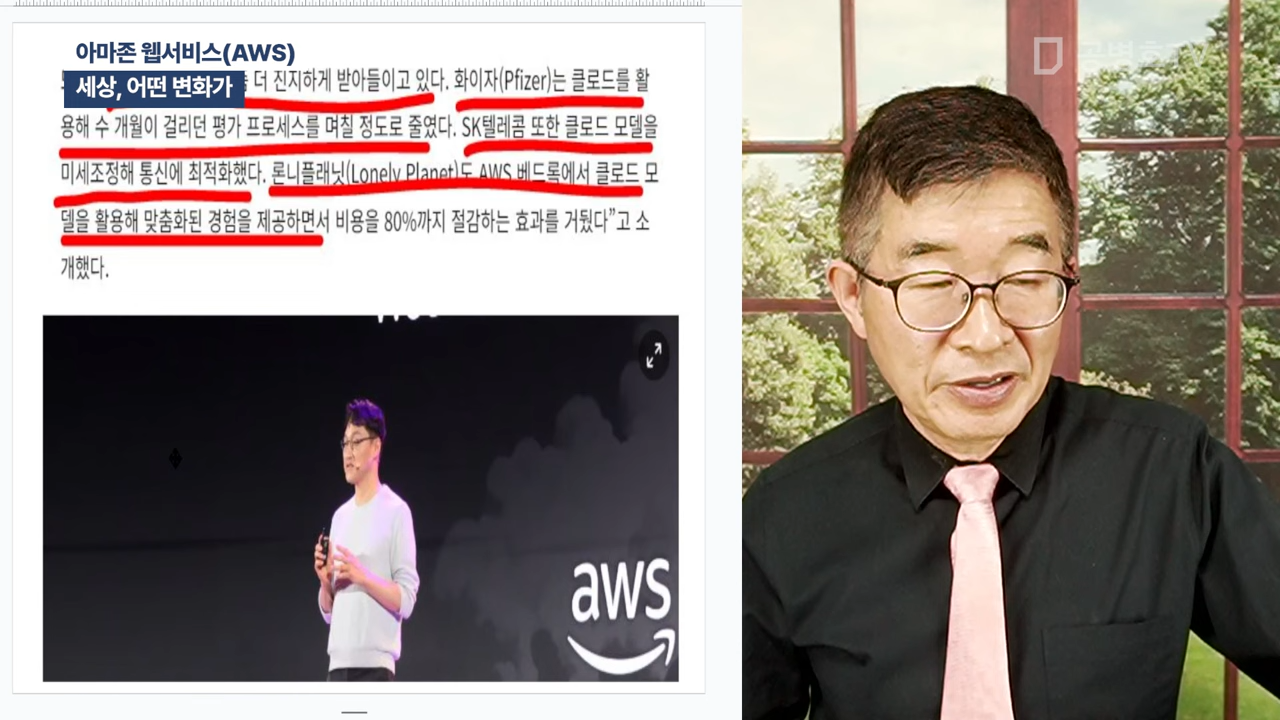 아마존 웹서비스(AWS)
세상, 어떤 변화가
더 진지하게 받아들이고 있다. 화이자(Pfizer)는 클로드를 활
용해 수 개월이 걸리던 평가 프로세스를 며칠 정도로 줄였다. SK텔레콤 또한 클로드 모델을
미세조정해 통신에 최적화했다. 론니플래닛(Lonely Planet)도 AWS 베드록에서 클로드 모
델을 활용해 맞춤화된 경험을 제공하면서 비용을 80%까지 절감하는 효과를 거뒀다”고 소
개했다.
aws